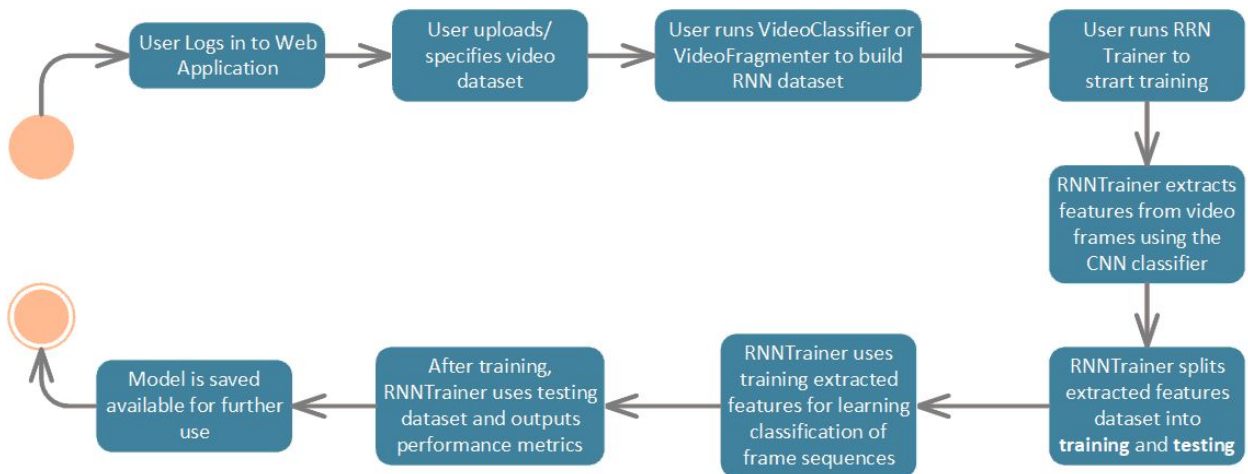 User Logs in to Web
Application
User uploads/
specifies video
dataset
User runs VideoClassifier or
VideoFragmenter to build
RNN dataset
User runs RRN
Trainer to
strart training
RNNTrainer extracts
features from video
frames using the
CNN classifier
RNNTrainer splits
extracted features
dataset into
training and testing
RNNTrainer uses
training extracted
features for learning
classification of
frame sequences
After training,
RNNTrainer uses testing
dataset and outputs
performance metrics
Model is saved
available for further
use